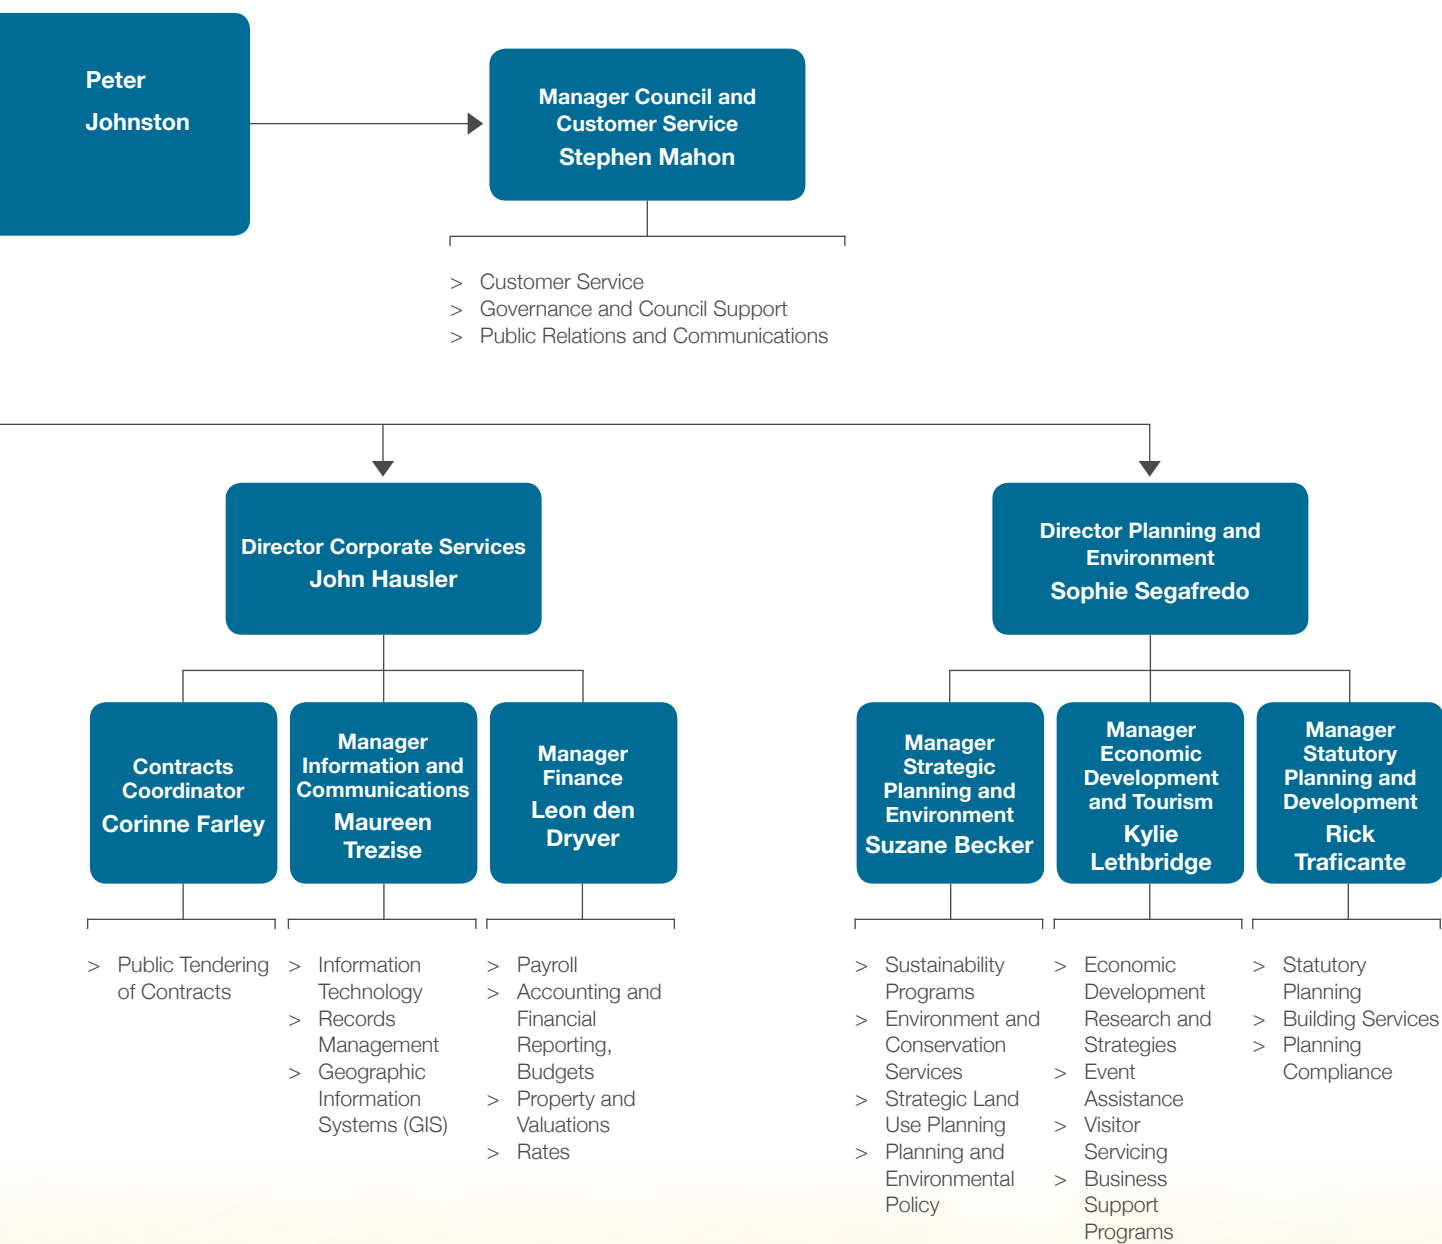 Peter
Johnston
Manager Council and
Customer Service
Stephen Mahon
> Customer Service
> Governance and Council Support
> Public Relations and Communications
Director Corporate Services
John Hausler
Director Planning and
Environment
Sophie Segafredo
Contracts
Coordinator
Corinne Farley
Manager
Information and
Communications
Maureen
Trezise
Manager
Finance
Leon den
Dryver
Manager
Strategic
Planning and
Environment
Suzane Becker
Manager
Economic
Development
and Tourism
Kylie
Lethbridge
Manager
Statutory
Planning and
Development
Rick
Traficante
> Public Tendering
of Contracts
> Information
Technology
> Records
Management
> Geographic
Information
Systems (GIS)
> Payroll
> Accounting and
Financial
Reporting,
Budgets
> Property and
Valuations
> Rates
> Sustainability
Programs
> Environment and
Conservation
Services
> Strategic Land
Use Planning
> Planning and
Environmental
Policy
> Economic
Development
Research and
Strategies
> Event
Assistance
> Visitor
Servicing
> Business
Support
Programs
> Statutory
Planning
> Building Services
> Planning
Compliance